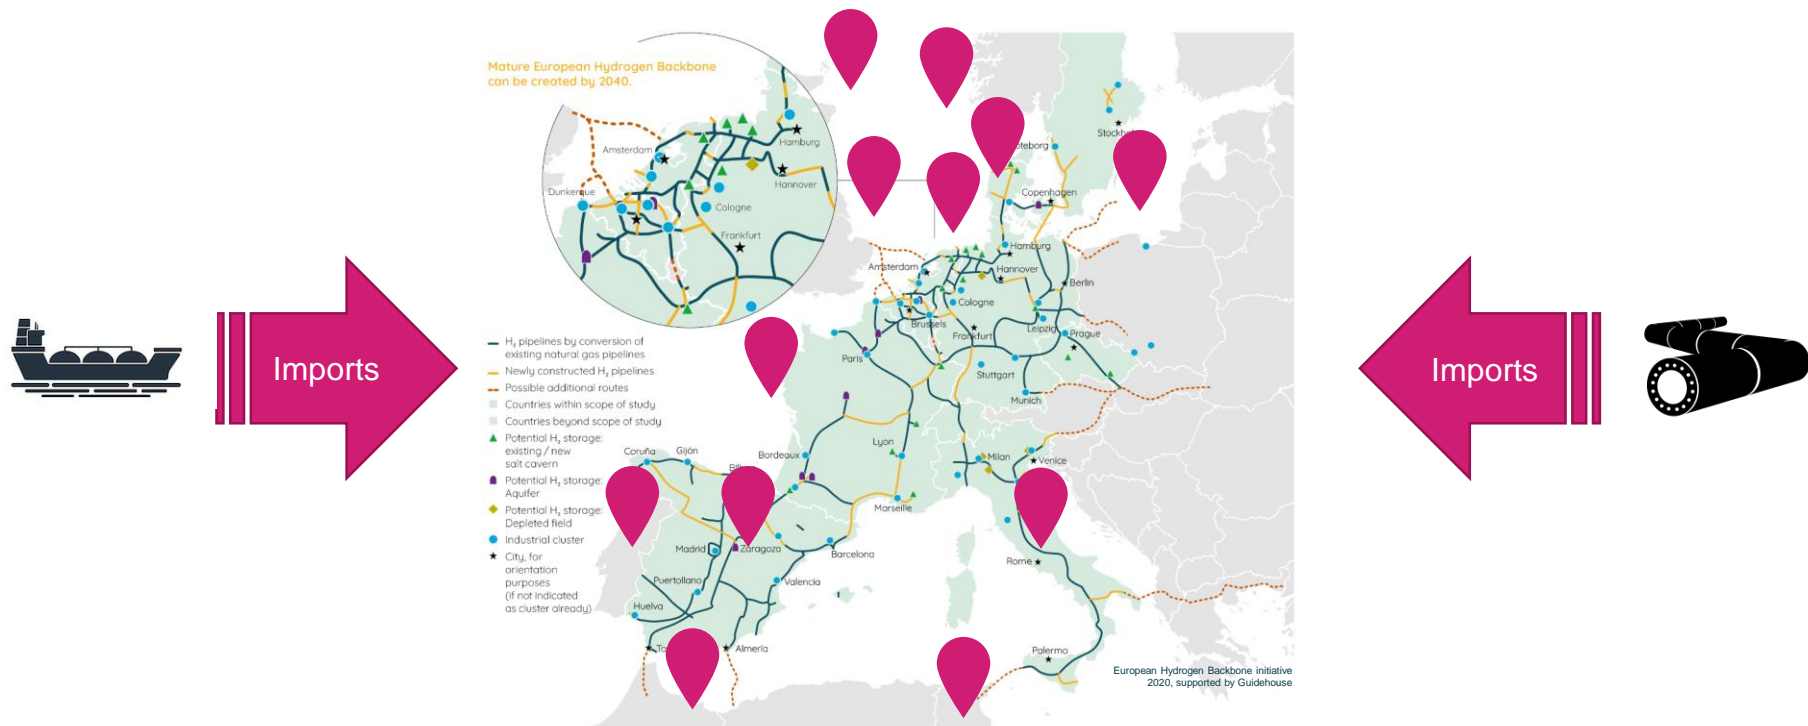 Mature European Hydrogen Backbone
can be created by 2040.
Amsterdam
Hamburg
Hannover
Dunkerque
Cologne
Frankfurt
H₂ pipelines by conversion of
existing natural gas pipelines
Newly constructed H₂ pipelines
Possible additional routes
Countries within scope of study
Countries beyond scope of study
Potential H₂ storage:
existing / new
salt cavern
Potential H₂ storage:
Aquifer
Potential H₂ storage:
Depleted field
Industrial cluster
City, for
orientation
purposes
(if not indicated
as cluster already)
Imports
Imports
Copenhagen
Hamburg
Amsterdam
Hannover
Berlin
Cologne
Brussels
Leipzig
Frankfurt
Prague
Paris
Stuttgart
Munich
Lyon
Milan
Venice
Bordeaux
Coruña
Gijón
Marseille
Madrid
Zaragoza
Barcelona
Rome
Puertollano
Valencia
Huelva
Almería
Palermo
European Hydrogen Backbone initiative
2020, supported by Guidehouse